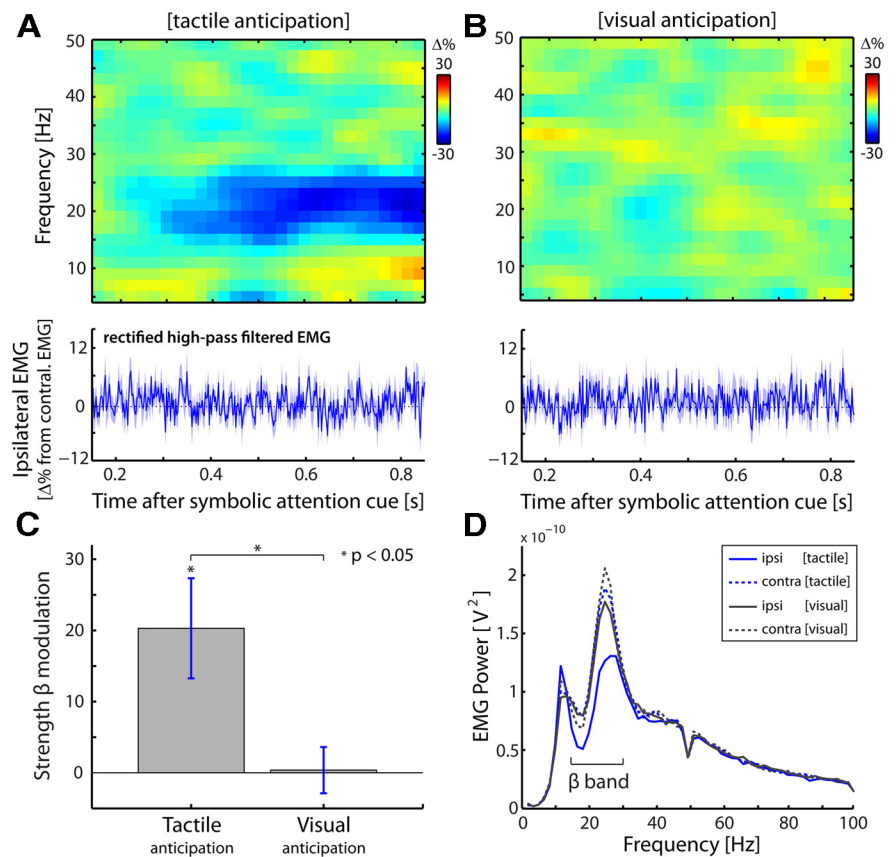 A
[tactile anticipation]
50
40
30
20
10
Frequency [Hz]
Δ%
30
-30
rectified high-pass filtered EMG
12
0
−12
Ipsilateral EMG
[Δ% from contral. EMG]
0.2
0.4
0.6
0.8
Time after symbolic attention cue [s]
B
[visual anticipation]
50
40
30
20
10
Δ%
30
-30
12
0
-12
0.2
0.4
0.6
0.8
Time after symbolic attention cue [s]
C
30
20
10
0
Strength β modulation
*
*
* p < 0.05
Tactile
anticipation
Visual
anticipation
D
x 10⁻¹⁰
2
1.5
1
0.5
0
EMG Power [ V² ]
ipsi [tactile]
contra [tactile]
ipsi [visual]
contra [visual]
β band
0
20
40
60
80
100
Frequency [Hz]